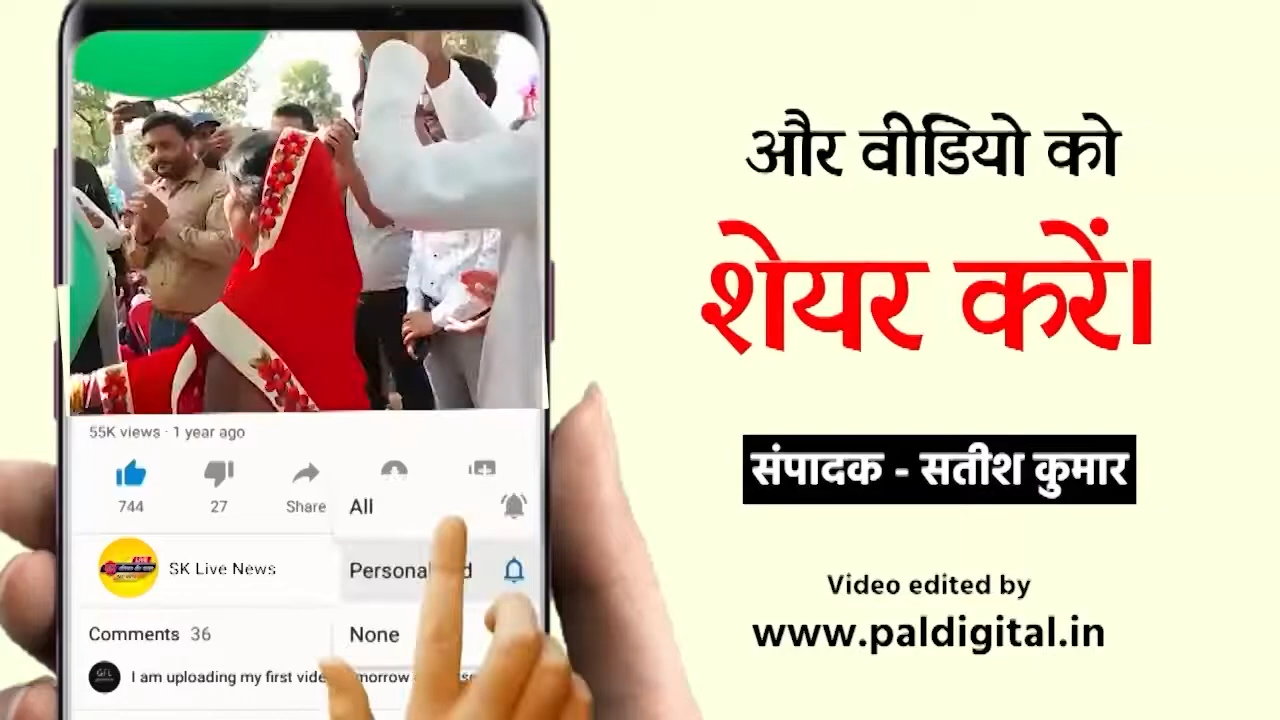 55K views · 1 year ago
744
27
Share
All
SK Live News
Comments 36
None
I am uploading my first
और वीडियो को
शेयर करें।
संपादक - सतीश कुमार
Video edited by
www.paldigital.in